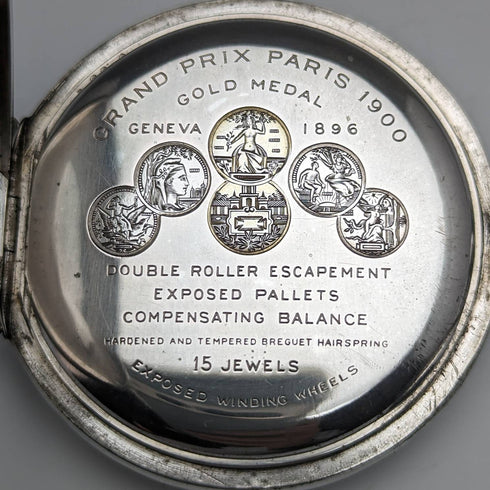 GRAND PRIX PARIS 1900
GOLD MEDAL
GENEVA 1896
DOUBLE ROLLER ESCAPEMENT
EXPOSED PALLETS
COMPENSATING BALANCE
HARDENED AND TEMPERED BREGUET HAIRSPRING
15 JEWELS
EXPOSED WINDING WHEELS